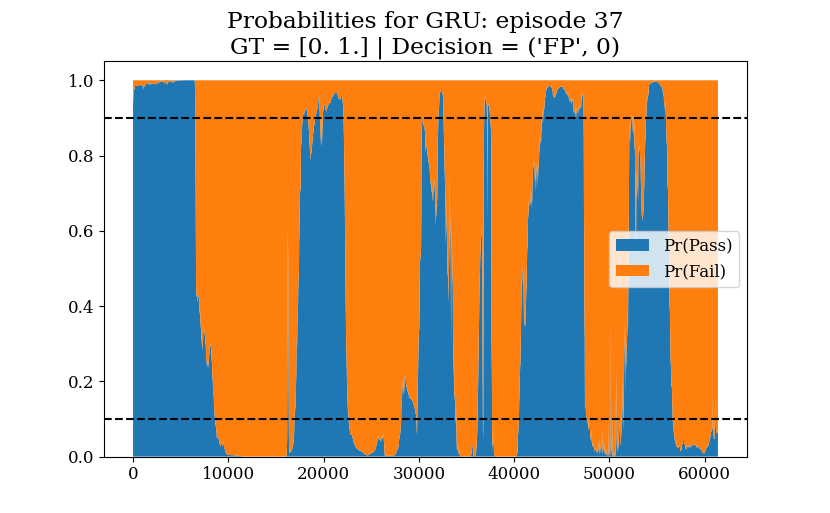 Probabilities for GRU: episode 37
GT = [0. 1.] | Decision = ('FP', 0)
1.0
0.8
0.6
0.4
0.2
0.0
Pr(Pass)
Pr(Fail)
0 10000 20000 30000 40000 50000 60000